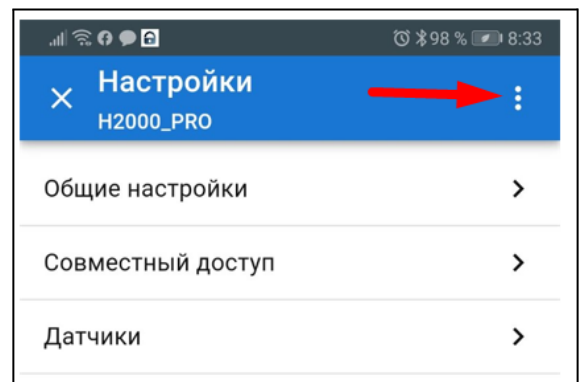 98 % 8:33
Настройки
H2000_PRO
Общие настройки
Совместный доступ
Датчики